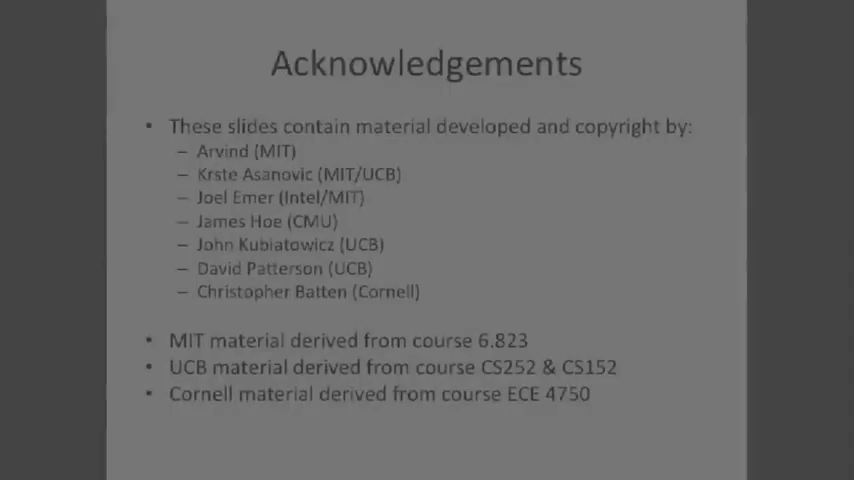 Acknowledgements
• These slides contain material developed and copyright by:
– Arvind (MIT)
– Krste Asanovic (MIT/UCB)
– Joel Emer (Intel/MIT)
– James Hoe (CMU)
– John Kubiatowicz (UCB)
– David Patterson (UCB)
– Christopher Batten (Cornell)
• MIT material derived from course 6.823
• UCB material derived from course CS252 & CS152
• Cornell material derived from course ECE 4750